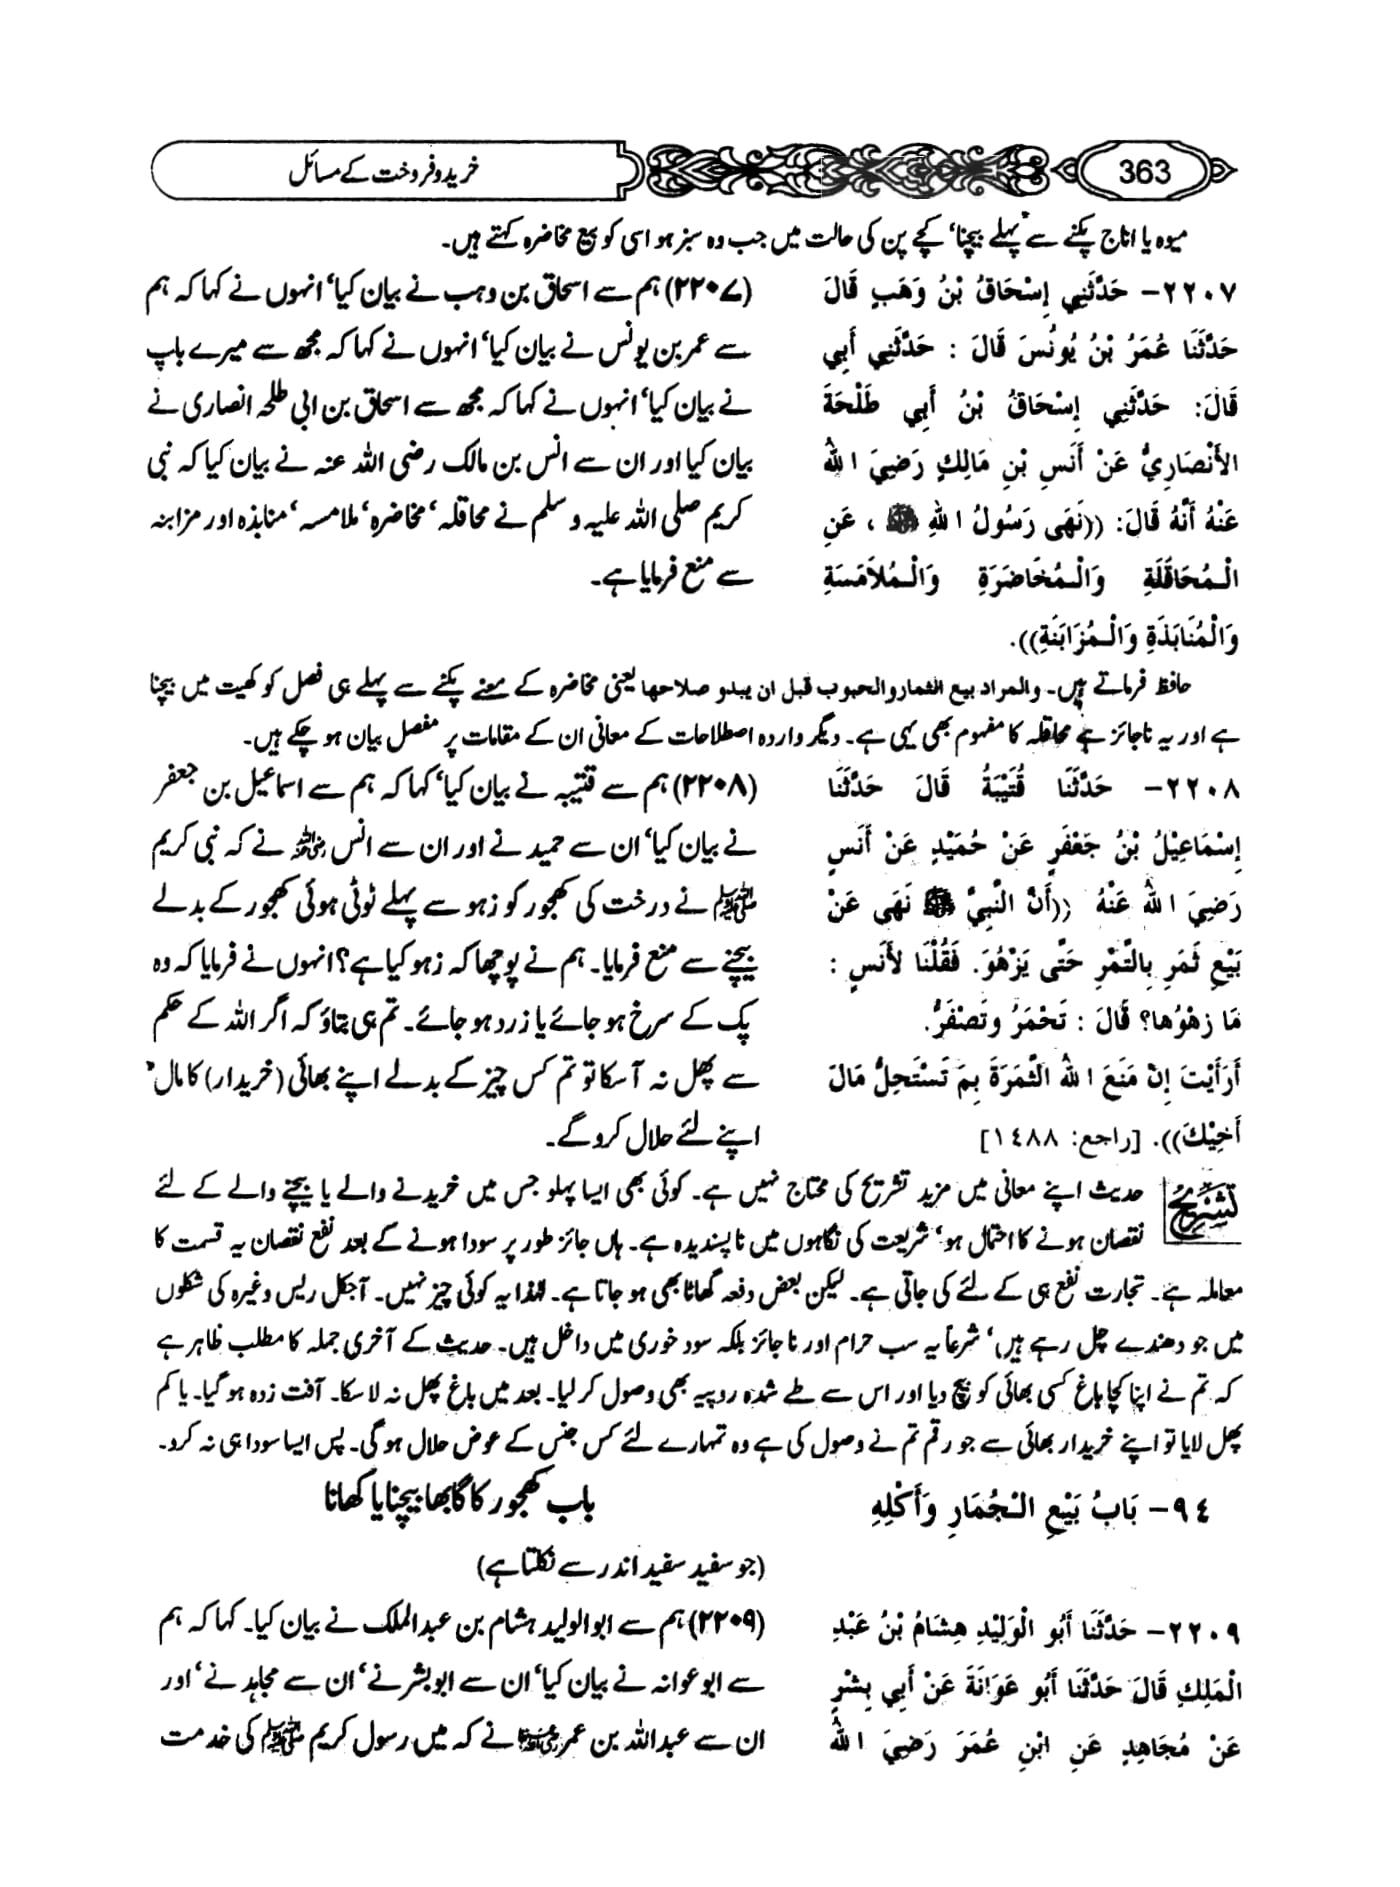 363
خرید و فروخت کے مسائل
میوہ یا اناج پکنے سے پہلے بیچنا‘ کچے پن کی حالت میں جب وہ سبز ہو اسی کو بیع مخاضرہ کہتے ہیں۔
٢٢٠٧- حَدَّثَنِي إِسْحَاقُ بْنُ وَهَبٍ قَالَ
حَدَّثَنَا عُمَرُ بْنُ يُونُسَ قَالَ : حَدَّثَنِي أَبِي
قَالَ: حَدَّثَنِي إِسْحَاقُ بْنُ أَبِي طَلْحَةَ
الأَنْصَارِيُّ عَنْ أَنَسِ بْنِ مَالِكٍ رَضِيَ اللهُ
عَنْهُ أَنَّهُ قَالَ: ((نَهَى رَسُولُ اللهِ ﷺ ، عَنِ
الْمُحَاقَلَةِ وَالْمُخَاضَرَةِ وَالْمُلاَمَسَةِ
وَالْمُنَابَذَةِ وَالْمُزَابَنَةِ)).
(۲۲۰۷) ہم سے اسحاق بن وہب نے بیان کیا‘ انہوں نے کہا کہ ہم
سے عمر بن یونس نے بیان کیا‘ انہوں نے کہا کہ مجھ سے میرے باپ
نے بیان کیا‘ انہوں نے کہا کہ مجھ سے اسحاق بن ابی طلحہ انصاری نے
بیان کیا اور ان سے انس بن مالک رضی اللہ عنہ نے بیان کیا کہ نبی
کریم صلی اللہ علیہ و سلم نے محاقلہ‘ مخاضرہ‘ ملامسہ‘ منابذہ اور مزابنہ
سے منع فرمایا ہے۔
حافظ فرماتے ہیں۔ والمراد بیع الثمار والحبوب قبل ان یبدو صلاحھا یعنی مخاضرہ کے معنے پکنے سے پہلے ہی فصل کو کھیت میں بیچنا
ہے اور یہ ناجائز ہے محاقلہ کا مفہوم بھی یہی ہے۔ دیگر واردہ اصطلاحات کے معانی ان کے مقامات پر مفصل بیان ہو چکے ہیں۔
٢٢٠٨- حَدَّثَنَا قُتَيْبَةُ قَالَ حَدَّثَنَا
إِسْمَاعِيْلُ بْنُ جَعْفَرٍ عَنْ حُمَيْدٍ عَنْ أَنَسٍ
رَضِيَ اللهُ عَنْهُ ((أَنَّ النَّبِيَّ ﷺ نَهَى عَنْ
بَيْعِ ثَمَرِ بِالتَّمْرِ حَتَّى يَزْهُوَ. فَقُلْنَا لأَنَسٍ :
مَا زَهْوُهَا؟ قَالَ : تَحْمَرُّ وَتَصْفَرُّ.
أَرَأَيْتَ إِنْ مَنَعَ اللهُ الثَّمَرَةَ بِمَ تَسْتَحِلُّ مَالَ
أَخِيْكَ)). [راجع: ١٤٨٨]
(۲۲۰۸) ہم سے قتیبہ نے بیان کیا‘ کہا کہ ہم سے اسماعیل بن جعفر
نے بیان کیا‘ ان سے حمید نے اور ان سے انس رضی اللہ عنہ نے کہ نبی کریم
صلی اللہ علیہ وسلم نے درخت کی کھجور کو زہو سے پہلے ٹوٹی ہوئی کھجور کے بدلے
بیچنے سے منع فرمایا۔ ہم نے پوچھا کہ زہو کیا ہے؟ انہوں نے فرمایا کہ وہ
پک کے سرخ ہو جائے یا زرد ہو جائے۔ تم ہی بتاؤ کہ اگر اللہ کے حکم
سے پھل نہ آ سکا تو تم کس چیز کے بدلے اپنے بھائی (خریدار) کا مال
اپنے لئے حلال کرو گے۔
تشریح حدیث اپنے معانی میں مزید تشریح کی محتاج نہیں ہے۔ کوئی بھی ایسا پہلو جس میں خریدنے والے یا بیچنے والے کے لئے
نقصان ہونے کا احتمال ہو‘ شریعت کی نگاہوں میں ناپسندیدہ ہے۔ ہاں جائز طور پر سودا ہونے کے بعد نفع نقصان یہ قسمت کا
معاملہ ہے۔ تجارت نفع ہی کے لئے کی جاتی ہے۔ لیکن بعض دفعہ گھاٹا بھی ہو جاتا ہے۔ لہٰذا یہ کوئی چیز نہیں۔ آجکل ریس وغیرہ کی شکلوں
میں جو دھندے چل رہے ہیں‘ شرعاً یہ سب حرام اور ناجائز بلکہ سود خوری میں داخل ہیں۔ حدیث کے آخری جملہ کا مطلب ظاہر ہے
کہ تم نے اپنا کچا باغ کسی بھائی کو بیچ دیا اور اس سے طے شدہ روپیہ بھی وصول کر لیا۔ بعد میں باغ پھل نہ لا سکا۔ آفت زدہ ہو گیا۔ یا کم
پھل لایا تو اپنے خریدار بھائی سے جو رقم تم نے وصول کی ہے وہ تمہارے لئے کس جنس کے عوض حلال ہو گی۔ پس ایسا سودا ہی نہ کرو۔
٩٤- بَابُ بَيْعِ الْجُمَارِ وَأَكْلِهِ
باب کھجور کا گابھا بیچنا یا کھانا
(جو سفید سفید اندر سے نکلتا ہے)
٢٢٠٩- حَدَّثَنَا أَبُو الْوَلِيْدِ هِشَامُ بْنُ عَبْدِ
الْمَلِكِ قَالَ حَدَّثَنَا أَبُو عَوَانَةَ عَنْ أَبِي بِشْرٍ
عَنْ مُجَاهِدٍ عَنِ ابْنِ عُمَرَ رَضِيَ اللهُ
(۲۲۰۹) ہم سے ابوالولید ہشام بن عبدالملک نے بیان کیا۔ کہا کہ ہم
سے ابوعوانہ نے بیان کیا‘ ان سے ابوبشر نے‘ ان سے مجاہد نے‘ اور
ان سے عبداللہ بن عمر رضی اللہ عنہما نے کہ میں رسول کریم صلی اللہ علیہ وسلم کی خدمت